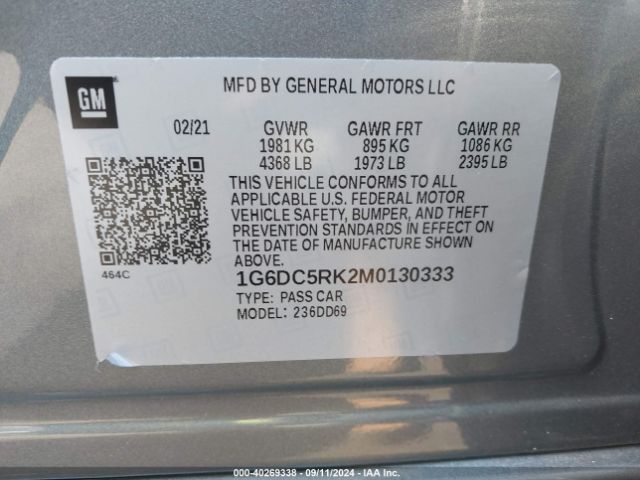 GM
MFD BY GENERAL MOTORS LLC
02/21 GVWR GAWR FRT GAWR RR
1981 KG 895 KG 1086 KG
4368 LB 1973 LB 2395 LB
THIS VEHICLE CONFORMS TO ALL
APPLICABLE U.S. FEDERAL MOTOR
VEHICLE SAFETY, BUMPER, AND THEFT
PREVENTION STANDARDS IN EFFECT ON
THE DATE OF MANUFACTURE SHOWN
ABOVE.
464C
1G6DC5RK2M0130333
TYPE: PASS CAR
MODEL: 236DD69
000-40269338 - 09/11/2024 - IAA Inc.